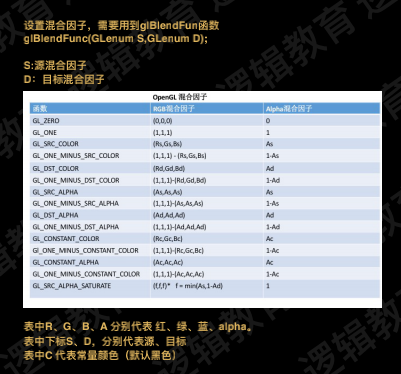 设置混合因子，需要用到glBlendFun函数
glBlendFunc(GLenum S,GLenum D);
S:源混合因子
D：目标混合因子
OpenGL 混合因子
函数 RGB混合因子 Alpha混合因子
GL_ZERO (0,0,0) 0
GL_ONE (1,1,1) 1
GL_SRC_COLOR (Rs,Gs,Bs) As
GL_ONE_MINUS_SRC_COLOR (1,1,1) - (Rs,Gs,Bs) 1-As
GL_DST_COLOR (Rd,Gd,Bd) Ad
GL_ONE_MINUS_DST_COLOR (1,1,1)-(Rd,Gd,Bd) 1-Ad
GL_SRC_ALPHA (As,As,As) As
GL_ONE_MINUS_SRC_ALPHA (1,1,1)-(As,As,As) 1-As
GL_DST_ALPHA (Ad,Ad,Ad) Ad
GL_ONE_MINUS_DST_ALPHA (1,1,1)-(Ad,Ad,Ad) 1-Ad
GL_CONSTANT_COLOR (Rc,Gc,Bc) Ac
Gl_ONE_MINUS_CONSTANT_COLOR (1,1,1)-(Rc,Gc,Bc) 1-Ac
GL_CONSTANT_ALPHA (Ac,Ac,Ac) Ac
GL_ONE_MINUS_CONSTANT_COLOR (1,1,1)-(Ac,Ac,Ac) 1-Ac
GL_SRC_ALPHA_SATURATE (f,f,f)* f = min(As,1-Ad) 1
表中R、G、B、A 分别代表 红、绿、蓝、alpha。
表中下标S、D，分别代表源、目标
表中C 代表常量颜色（默认黑色）